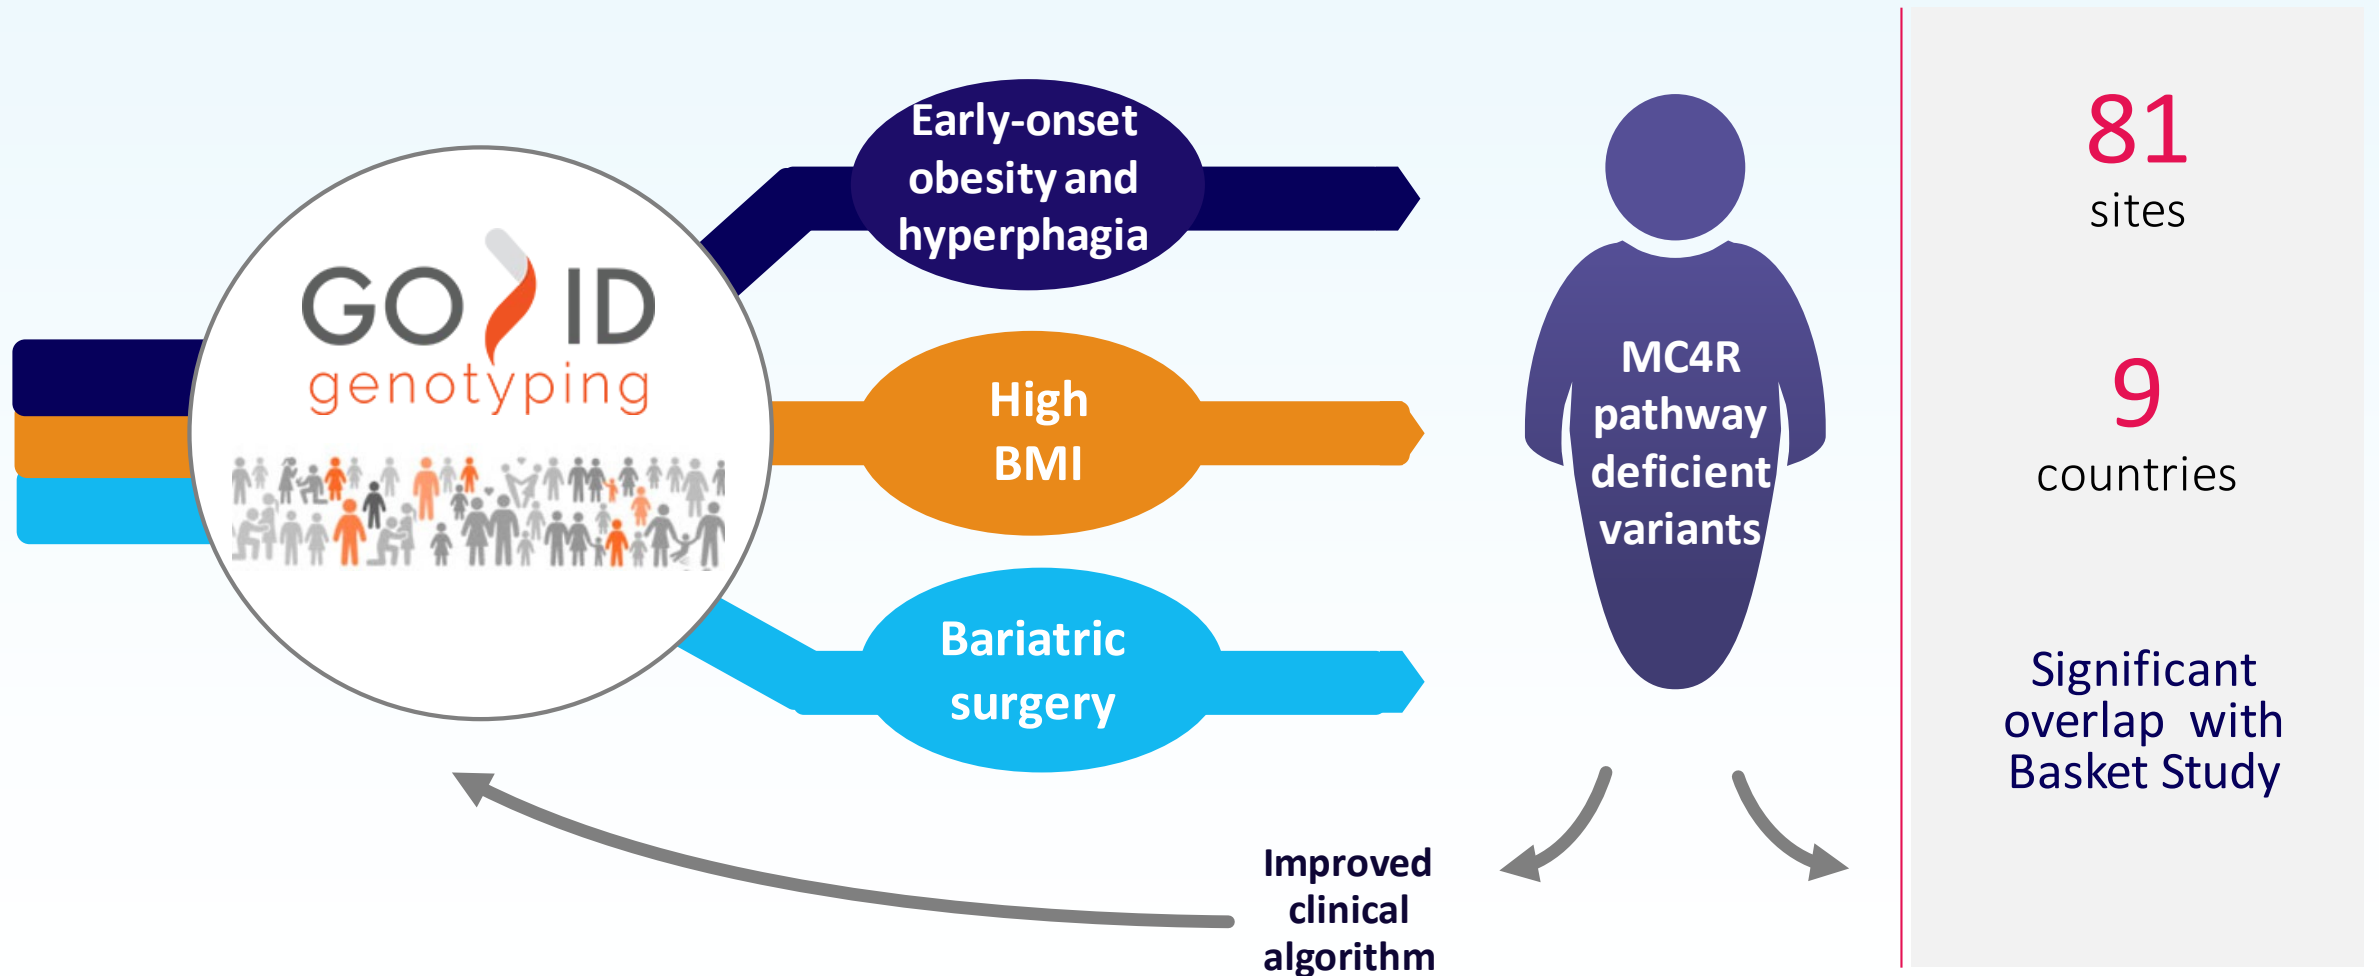 GO ID
genotyping
Early-onset
obesity and
hyperphagia
High
BMI
Bariatric
surgery
MC4R
pathway
deficient
variants
Improved
clinical
algorithm
81
sites
9
countries
Significant
overlap with
Basket Study